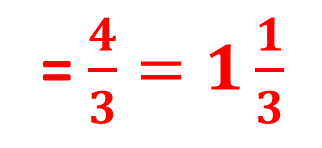 = 4/3 = 1 1/3